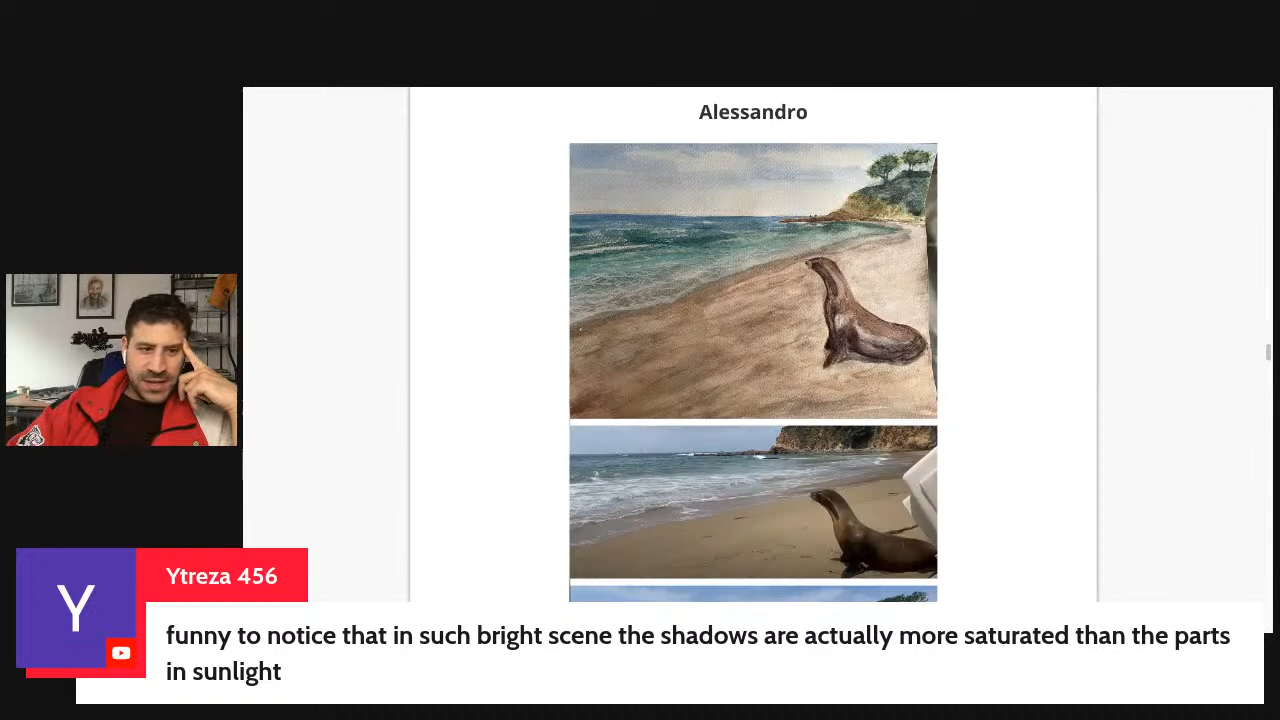 Alessandro
Y
Ytreza 456
funny to notice that in such bright scene the shadows are actually more saturated than the parts
in sunlight